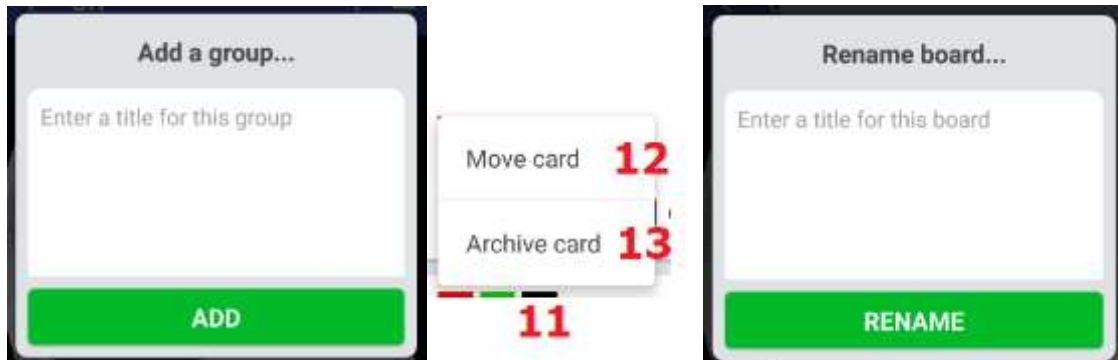 Add a group...
Enter a title for this group
ADD
Move card 12
Archive card 13
11
Rename board...
Enter a title for this board
RENAME